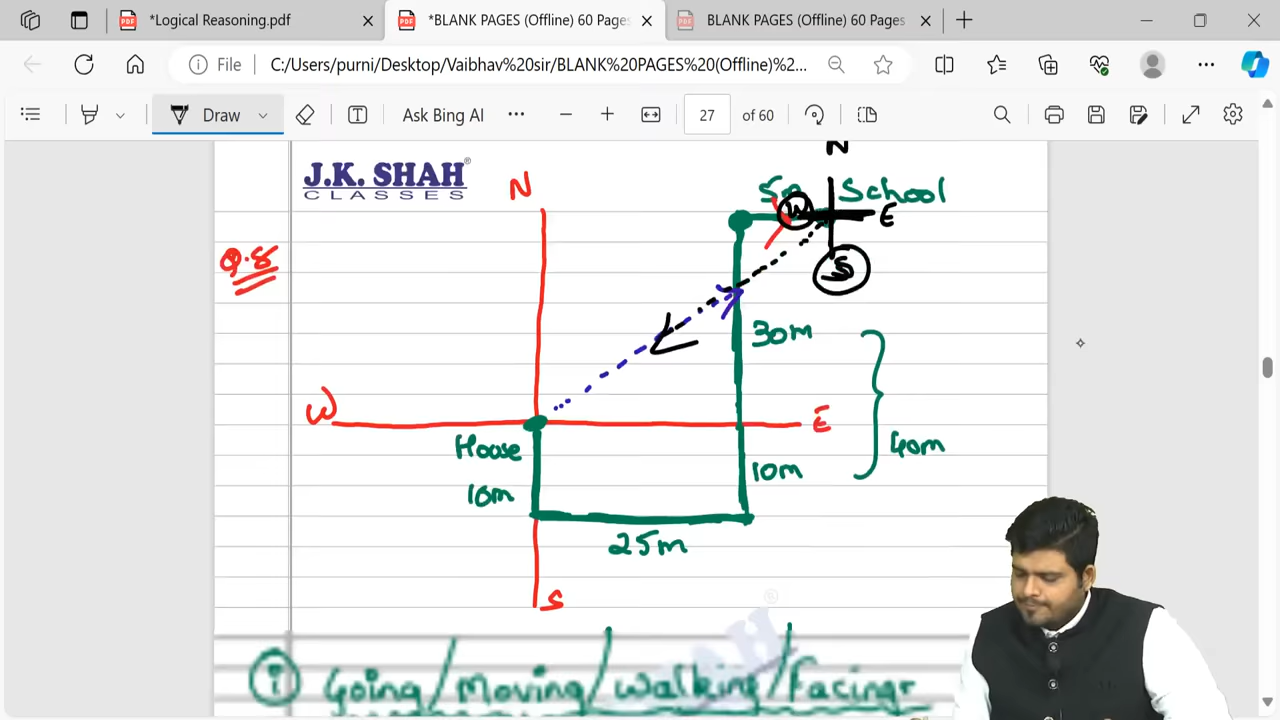 *Logical Reasoning.pdf
*BLANK PAGES (Offline) 60 Pages
BLANK PAGES (Offline) 60 Pages
File
C:/Users/purni/Desktop/Vaibhav%20sir/BLANK%20PAGES%20(Offline)%2...
Draw
Ask Bing AI
27 of 60
J.K. SHAH®
CLASSES
N
N
School
W
E
S
Q.8
30m
W
E
House
10m
10m
40m
25m
S
i Going/Moving/Walking/Facing